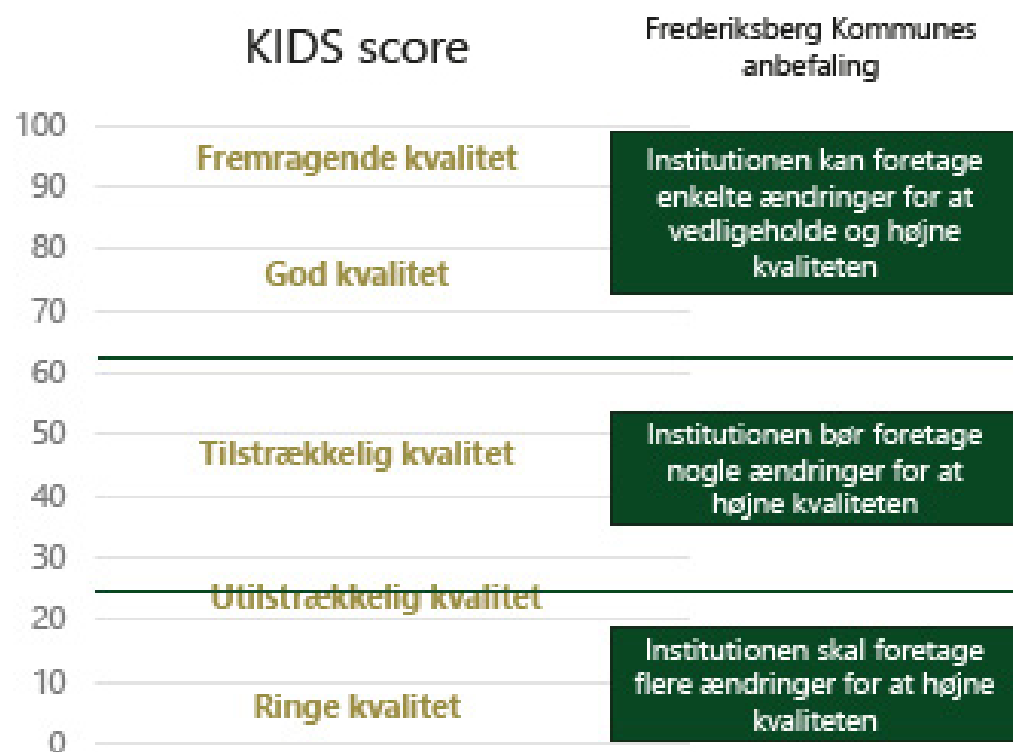 KIDS score
Frederiksberg Kommunes
anbefaling
100
Fremragende kvalitet
90
80
God kvalitet
70
60
50
Tilstrækkelig kvalitet
40
30
Utilstrækkelig kvalitet
20
10
Ringe kvalitet
0
Institutionen kan foretage
enkelte ændringer for at
vedligeholde og højne
kvaliteten
Institutionen bør foretage
nogle ændringer for at
højne kvaliteten
Institutionen skal foretage
flere ændringer for at højne
kvaliteten